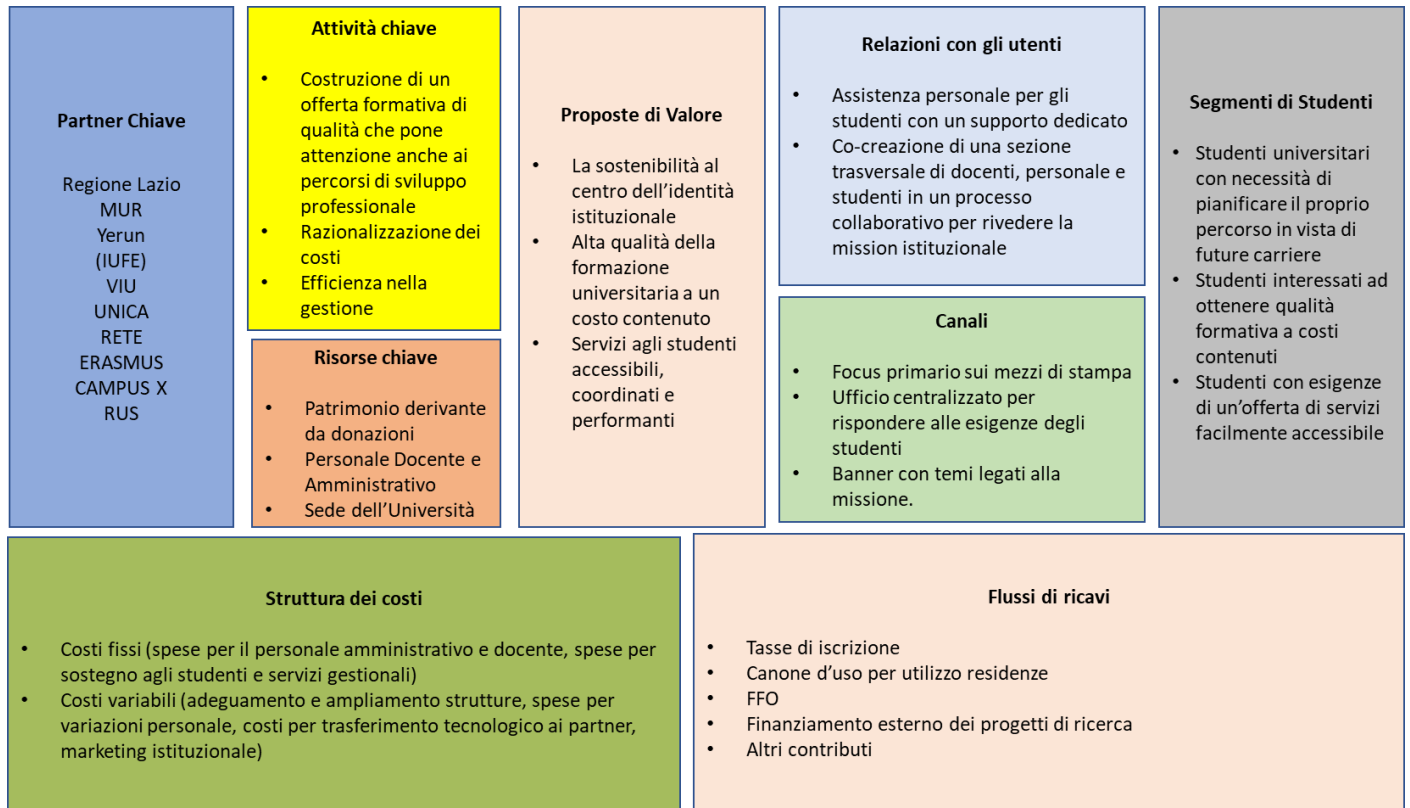 Partner Chiave
Regione Lazio
MUR
Yerun
(IUFE)
VIU
UNICA
RETE
ERASMUS
CAMPUS X
RUS
Attività chiave
• Costruzione di un
offerta formativa di
qualità che pone
attenzione anche ai
percorsi di sviluppo
professionale
• Razionalizzazione dei
costi
• Efficienza nella
gestione
Risorse chiave
• Patrimonio derivante
da donazioni
• Personale Docente e
Amministrativo
• Sede dell’Università
Proposte di Valore
• La sostenibilità al
centro dell’identità
istituzionale
• Alta qualità della
formazione
universitaria a un
costo contenuto
• Servizi agli studenti
accessibili,
coordinati e
performanti
Relazioni con gli utenti
• Assistenza personale per gli
studenti con un supporto dedicato
• Co-creazione di una sezione
trasversale di docenti, personale e
studenti in un processo
collaborativo per rivedere la
mission istituzionale
Canali
• Focus primario sui mezzi di stampa
• Ufficio centralizzato per
rispondere alle esigenze degli
studenti
• Banner con temi legati alla
missione.
Segmenti di Studenti
• Studenti universitari
con necessità di
pianificare il proprio
percorso in vista di
future carriere
• Studenti interessati ad
ottenere qualità
formativa a costi
contenuti
• Studenti con esigenze
di un’offerta di servizi
facilmente accessibile
Struttura dei costi
• Costi fissi (spese per il personale amministrativo e docente, spese per
sostegno agli studenti e servizi gestionali)
• Costi variabili (adeguamento e ampliamento strutture, spese per
variazioni personale, costi per trasferimento tecnologico ai partner,
marketing istituzionale)
Flussi di ricavi
• Tasse di iscrizione
• Canone d’uso per utilizzo residenze
• FFO
• Finanziamento esterno dei progetti di ricerca
• Altri contributi